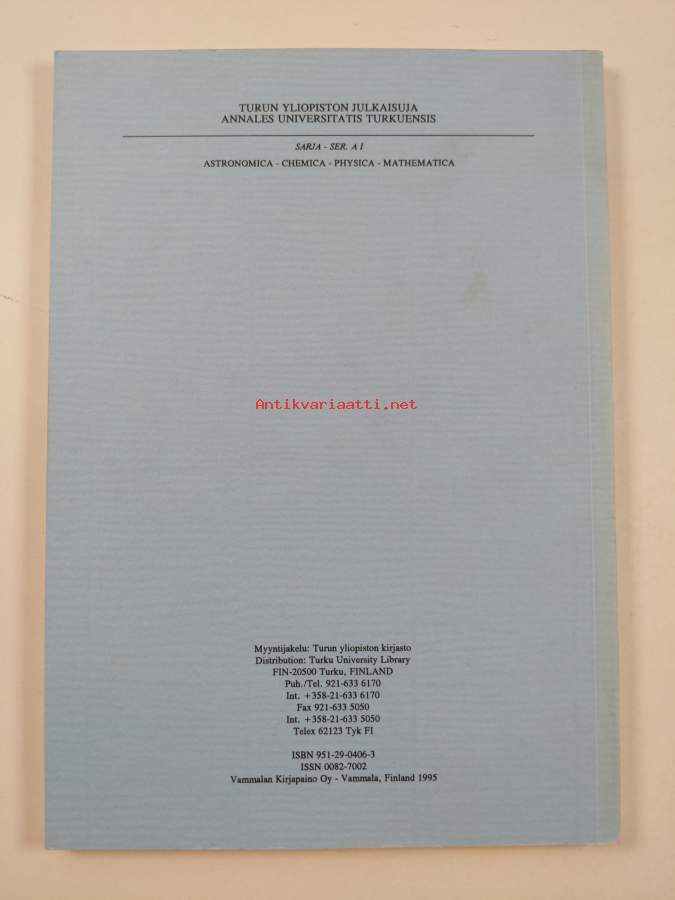 TURUN YLIOPISTON JULKAISUJA
ANNALES UNIVERSITATIS TURKUENSIS
SARJA - SER. A I
ASTRONOMICA - CHEMICA - PHYSICA - MATHEMATICA
Antikvariaatti.net
Myyntijakelu: Turun yliopiston kirjasto
Distribution: Turku University Library
FIN-20500 Turku, FINLAND
Puh./Tel. 921-633 6170
Int. +358-21-633 6170
Fax 921-633 5050
Int. +358-21-633 5050
Telex 62123 Tyk FI
ISBN 951-29-0406-3
ISSN 0082-7002
Vammalan Kirjapaino Oy - Vammala, Finland 1995